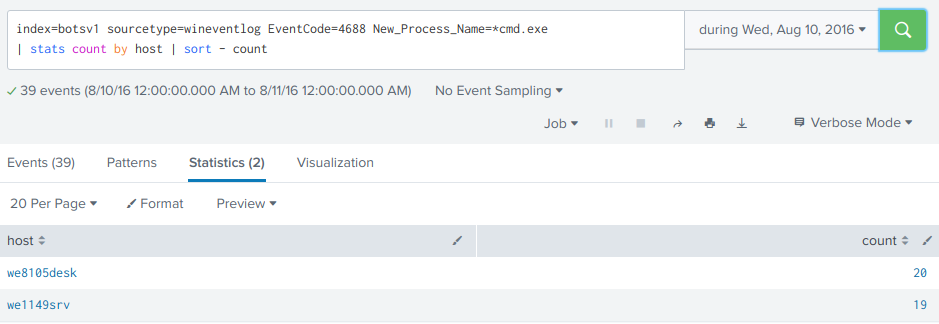 index=botsv1 sourcetype=wineventlog EventCode=4688 New_Process_Name=*cmd.exe
| stats count by host | sort - count
during Wed, Aug 10, 2016
39 events (8/10/16 12:00:00.000 AM to 8/11/16 12:00:00.000 AM) No Event Sampling
Job Verbose Mode
Events (39) Patterns Statistics (2) Visualization
20 Per Page Format Preview
host count
we8105desk 20
we1149srv 19